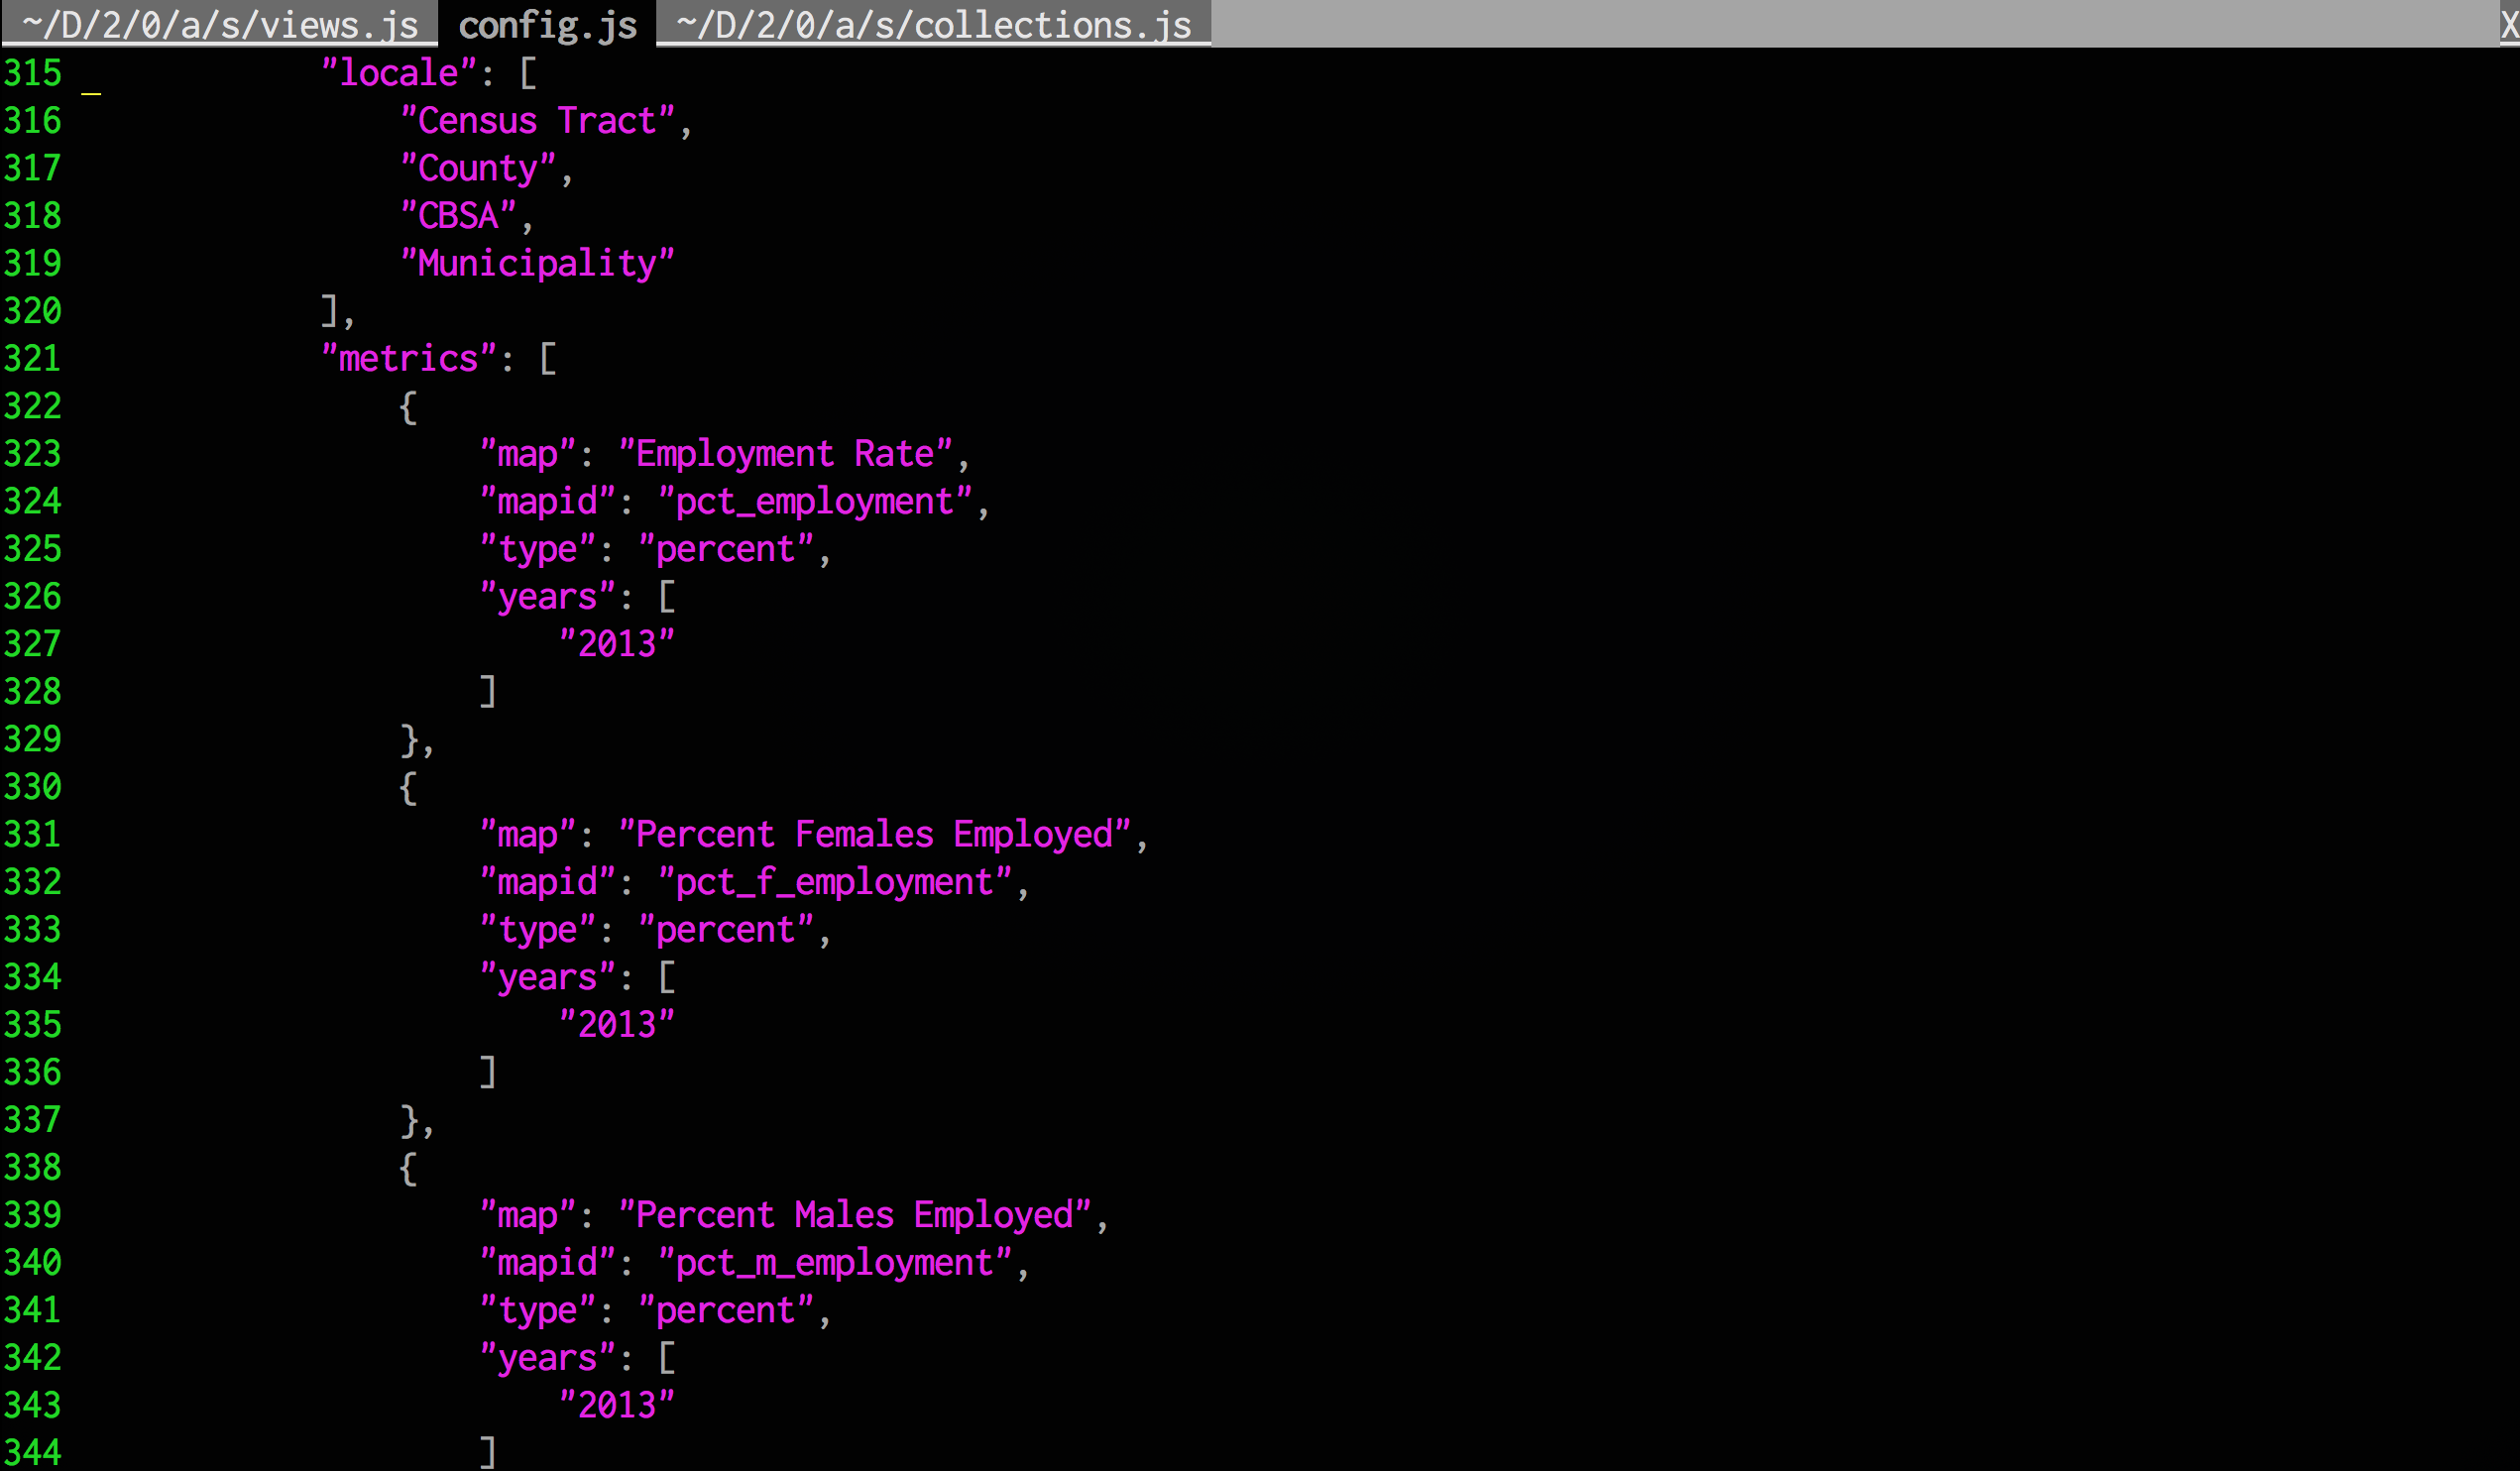 ~/D/2/0/a/s/views.js config.js ~/D/2/0/a/s/collections.js X
315             "locale": [
316                 "Census Tract",
317                 "County",
318                 "CBSA",
319                 "Municipality"
320             ],
321             "metrics": [
322                 {
323                     "map": "Employment Rate",
324                     "mapid": "pct_employment",
325                     "type": "percent",
326                     "years": [
327                         "2013"
328                     ]
329                 },
330                 {
331                     "map": "Percent Females Employed",
332                     "mapid": "pct_f_employment",
333                     "type": "percent",
334                     "years": [
335                         "2013"
336                     ]
337                 },
338                 {
339                     "map": "Percent Males Employed",
340                     "mapid": "pct_m_employment",
341                     "type": "percent",
342                     "years": [
343                         "2013"
344                     ]